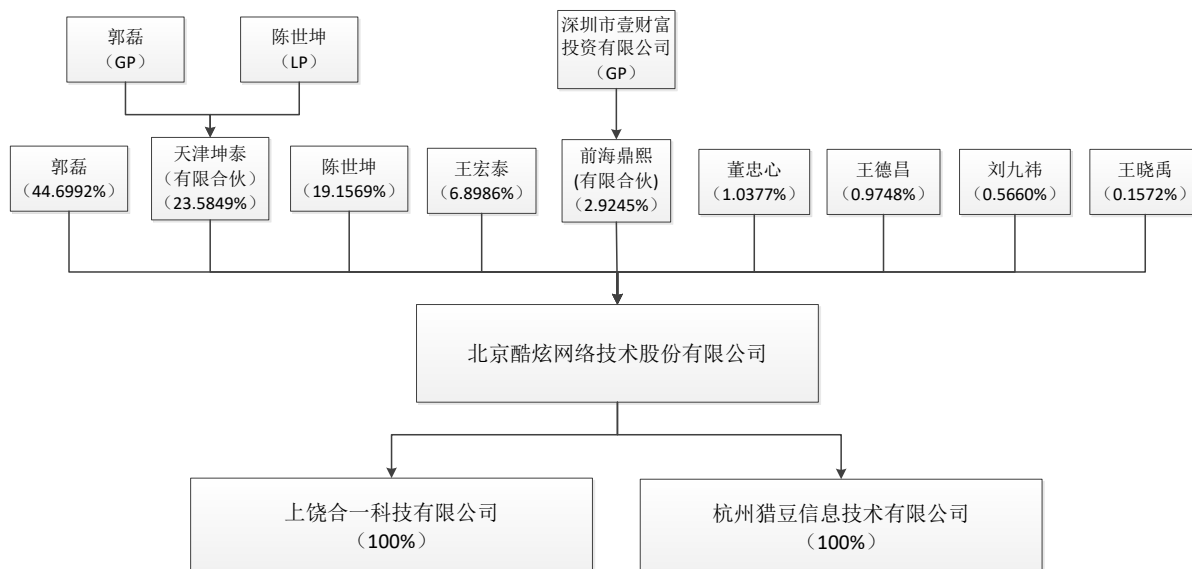 郭磊
（GP）
陈世坤
（LP）
深圳市壹财富
投资有限公司
（GP）
郭磊
（44.6992%）
天津坤泰
（有限合伙）
（23.5849%）
陈世坤
（19.1569%）
王宏泰
（6.8986%）
前海鼎熙
(有限合伙)
（2.9245%）
董忠心
（1.0377%）
王德昌
（0.9748%）
刘九祎
（0.5660%）
王晓禹
（0.1572%）
北京酷炫网络技术股份有限公司
上饶合一科技有限公司
（100%）
杭州猎豆信息技术有限公司
（100%）